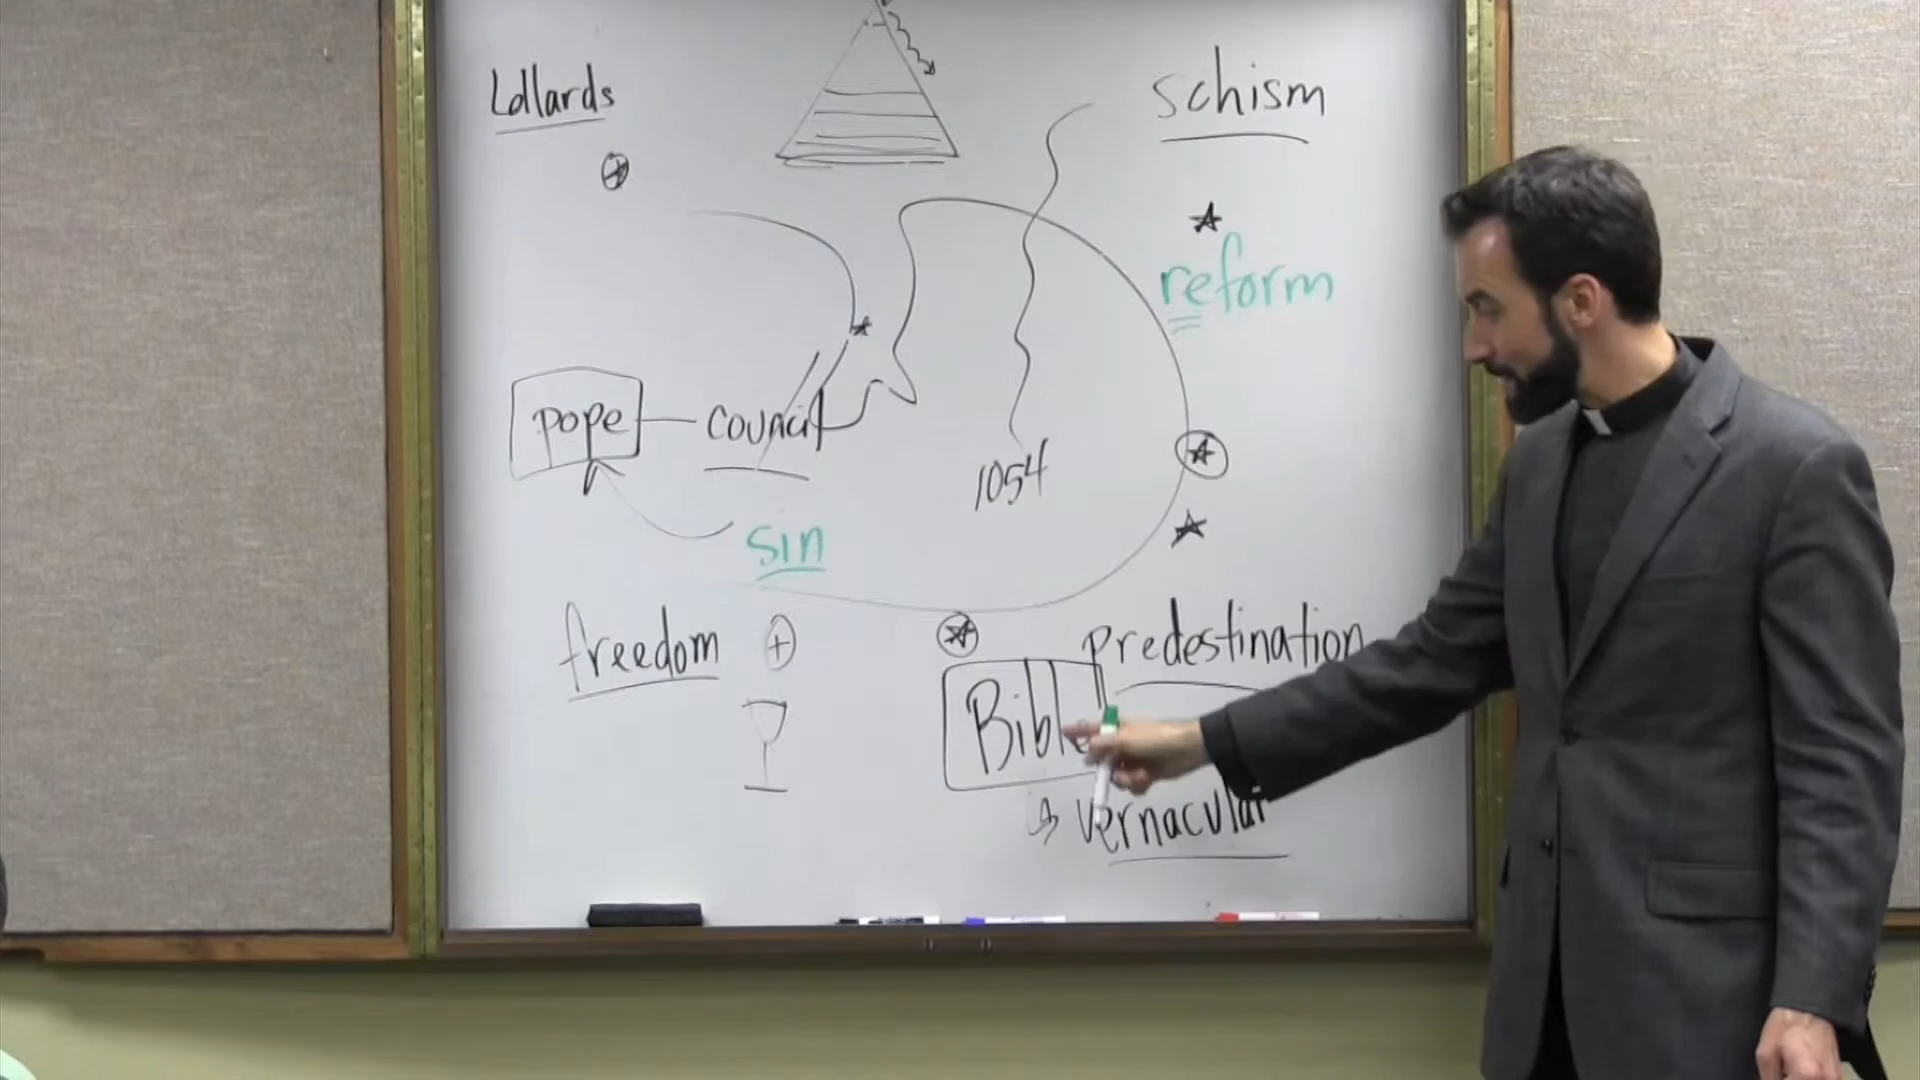 Lollards
schism
reform
pope
council
1054
sin
freedom
predestination
Bible
vernacular